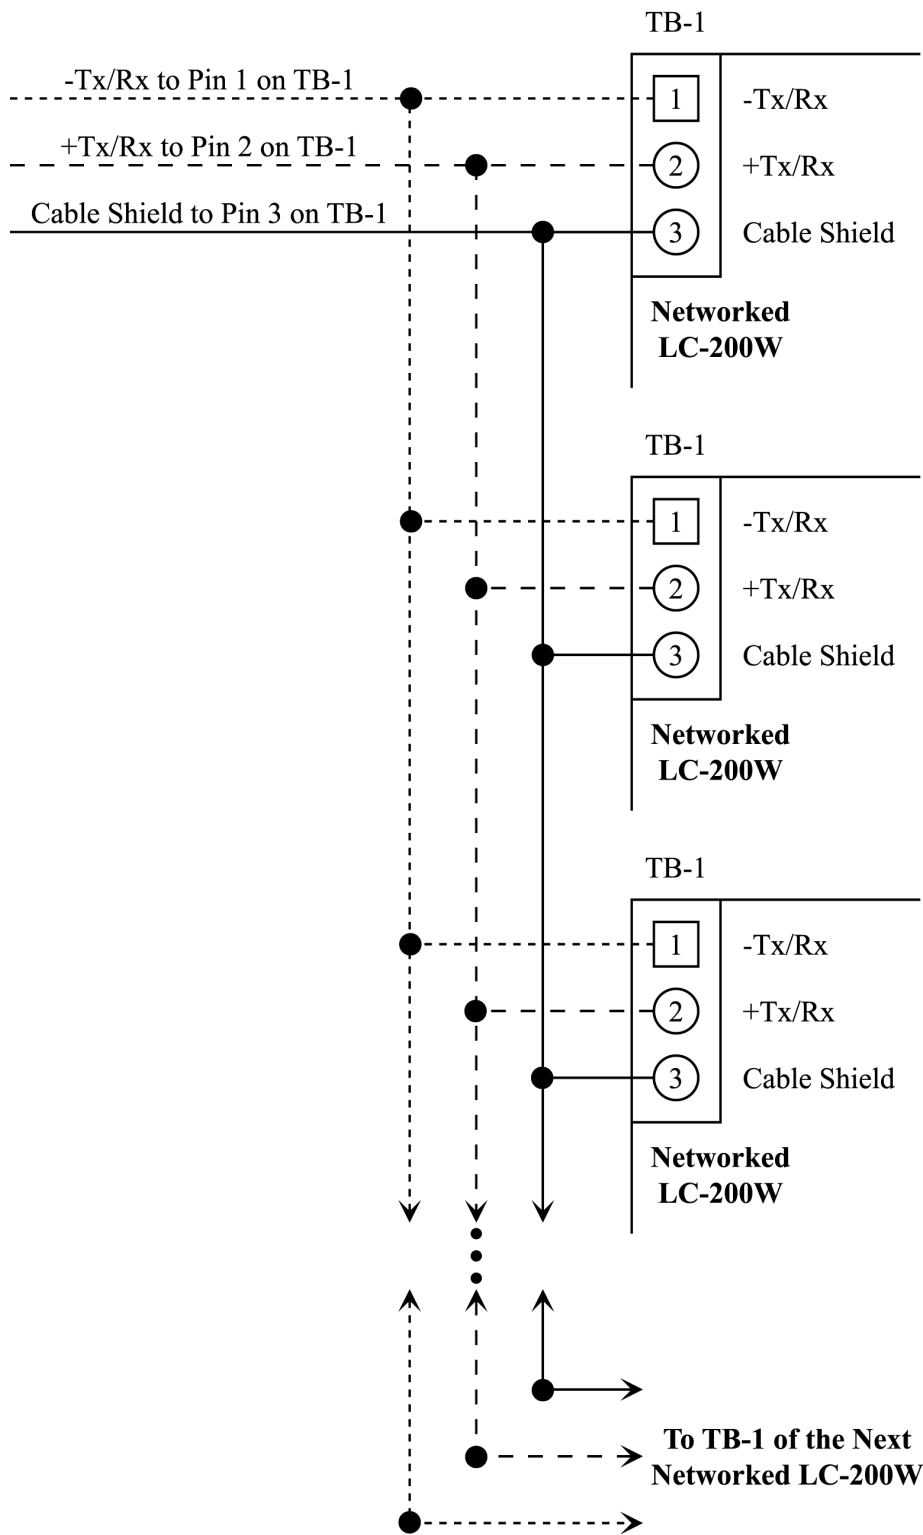 TB-1
-Tx/Rx to Pin 1 on TB-1
1
-Tx/Rx
+Tx/Rx to Pin 2 on TB-1
2
+Tx/Rx
Cable Shield to Pin 3 on TB-1
3
Cable Shield
Networked
LC-200W
TB-1
1
-Tx/Rx
2
+Tx/Rx
3
Cable Shield
Networked
LC-200W
TB-1
1
-Tx/Rx
2
+Tx/Rx
3
Cable Shield
Networked
LC-200W
To TB-1 of the Next
Networked LC-200W